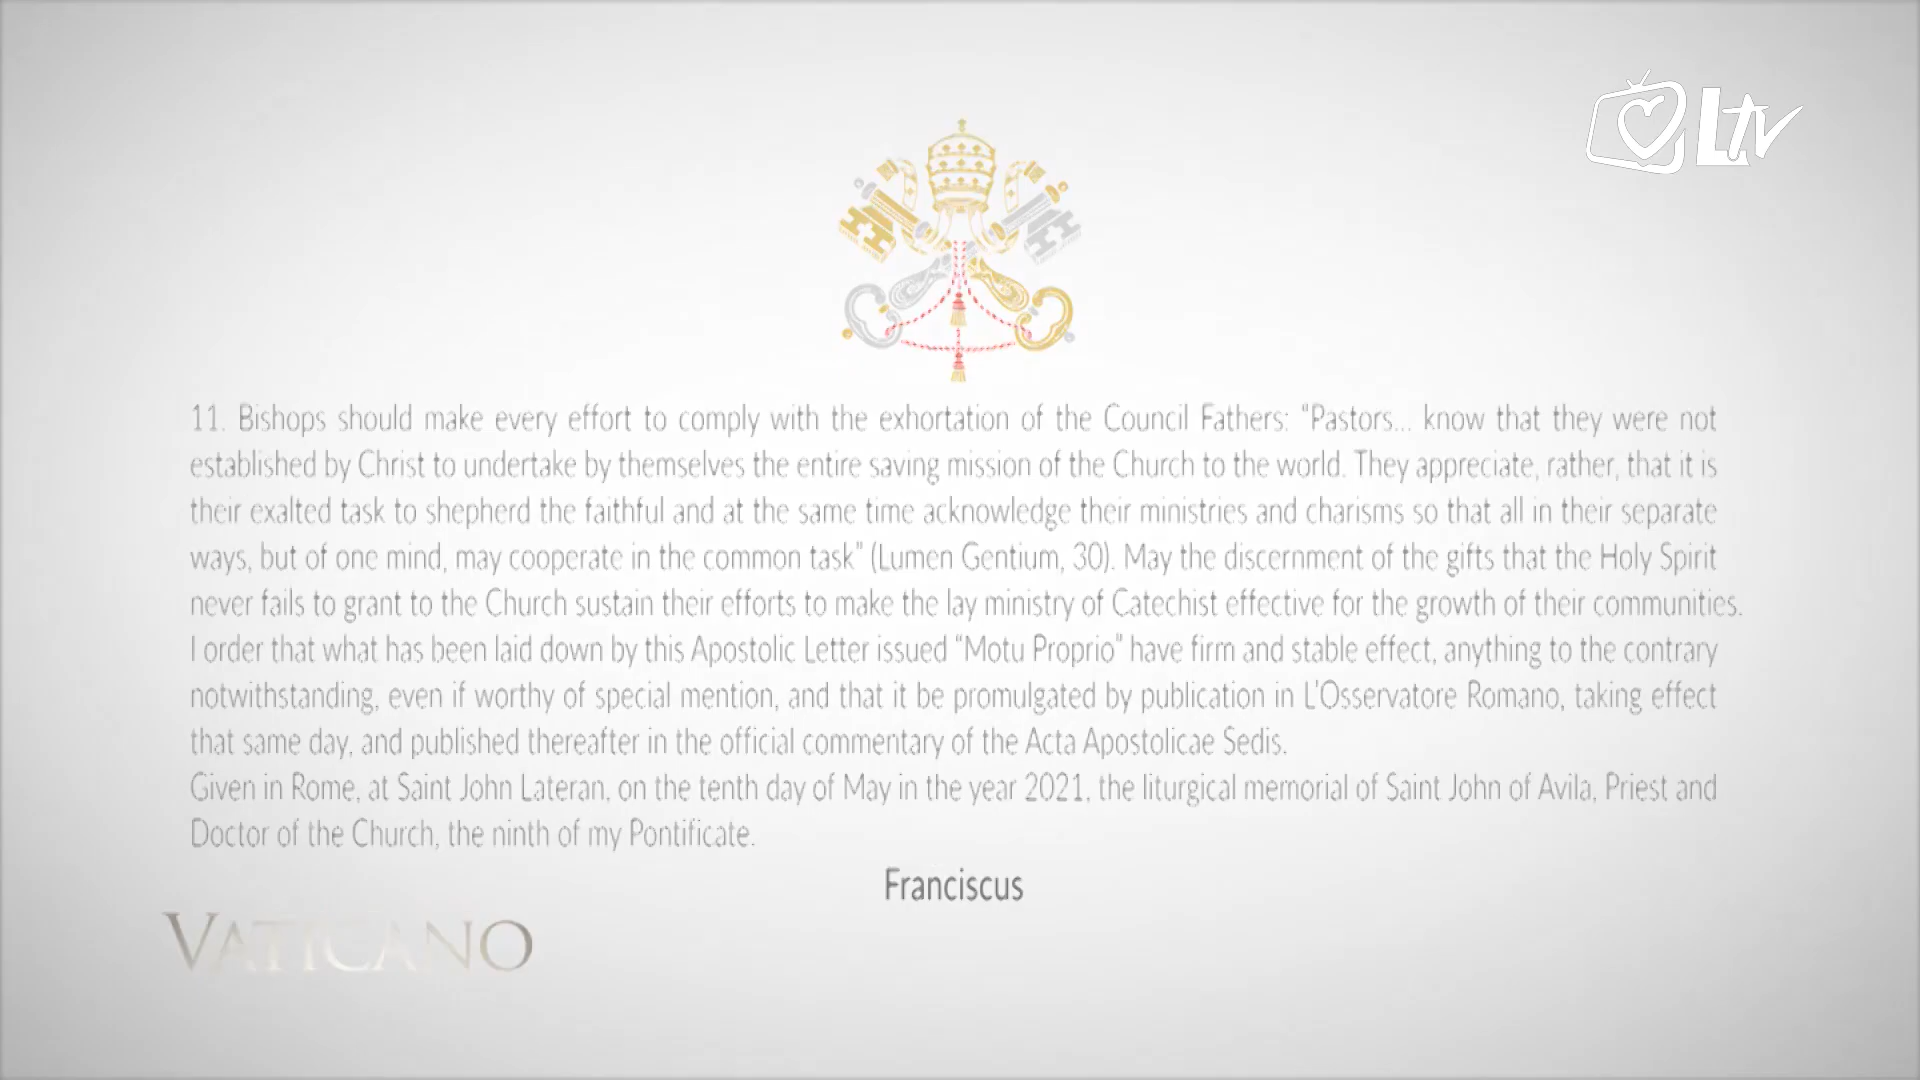 LTV
11. Bishops should make every effort to comply with the exhortation of the Council Fathers: "Pastors... know that they were not
established by Christ to undertake by themselves the entire saving mission of the Church to the world. They appreciate, rather, that it is
their exalted task to shepherd the faithful and at the same time acknowledge their ministries and charisms so that all in their separate
ways, but of one mind, may cooperate in the common task" (Lumen Gentium, 30). May the discernment of the gifts that the Holy Spirit
never fails to grant to the Church sustain their efforts to make the lay ministry of Catechist effective for the growth of their communities.
I order that what has been laid down by this Apostolic Letter issued “Motu Proprio” have firm and stable effect, anything to the contrary
notwithstanding, even if worthy of special mention, and that it be promulgated by publication in L'Osservatore Romano, taking effect
that same day, and published thereafter in the official commentary of the Acta Apostolicae Sedis.
Given in Rome, at Saint John Lateran, on the tenth day of May in the year 2021, the liturgical memorial of Saint John of Avila, Priest and
Doctor of the Church, the ninth of my Pontificate.
Franciscus
VATICANO